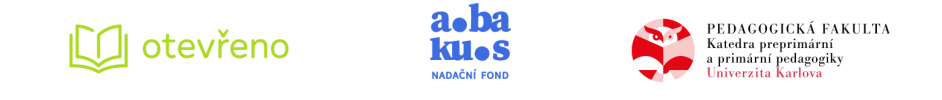 otevřeno
a.ba
ku.s
NADAČNÍ FOND
PEDAGOGICKÁ FAKULTA
Katedra preprimární
a primární pedagogiky
Univerzita Karlova